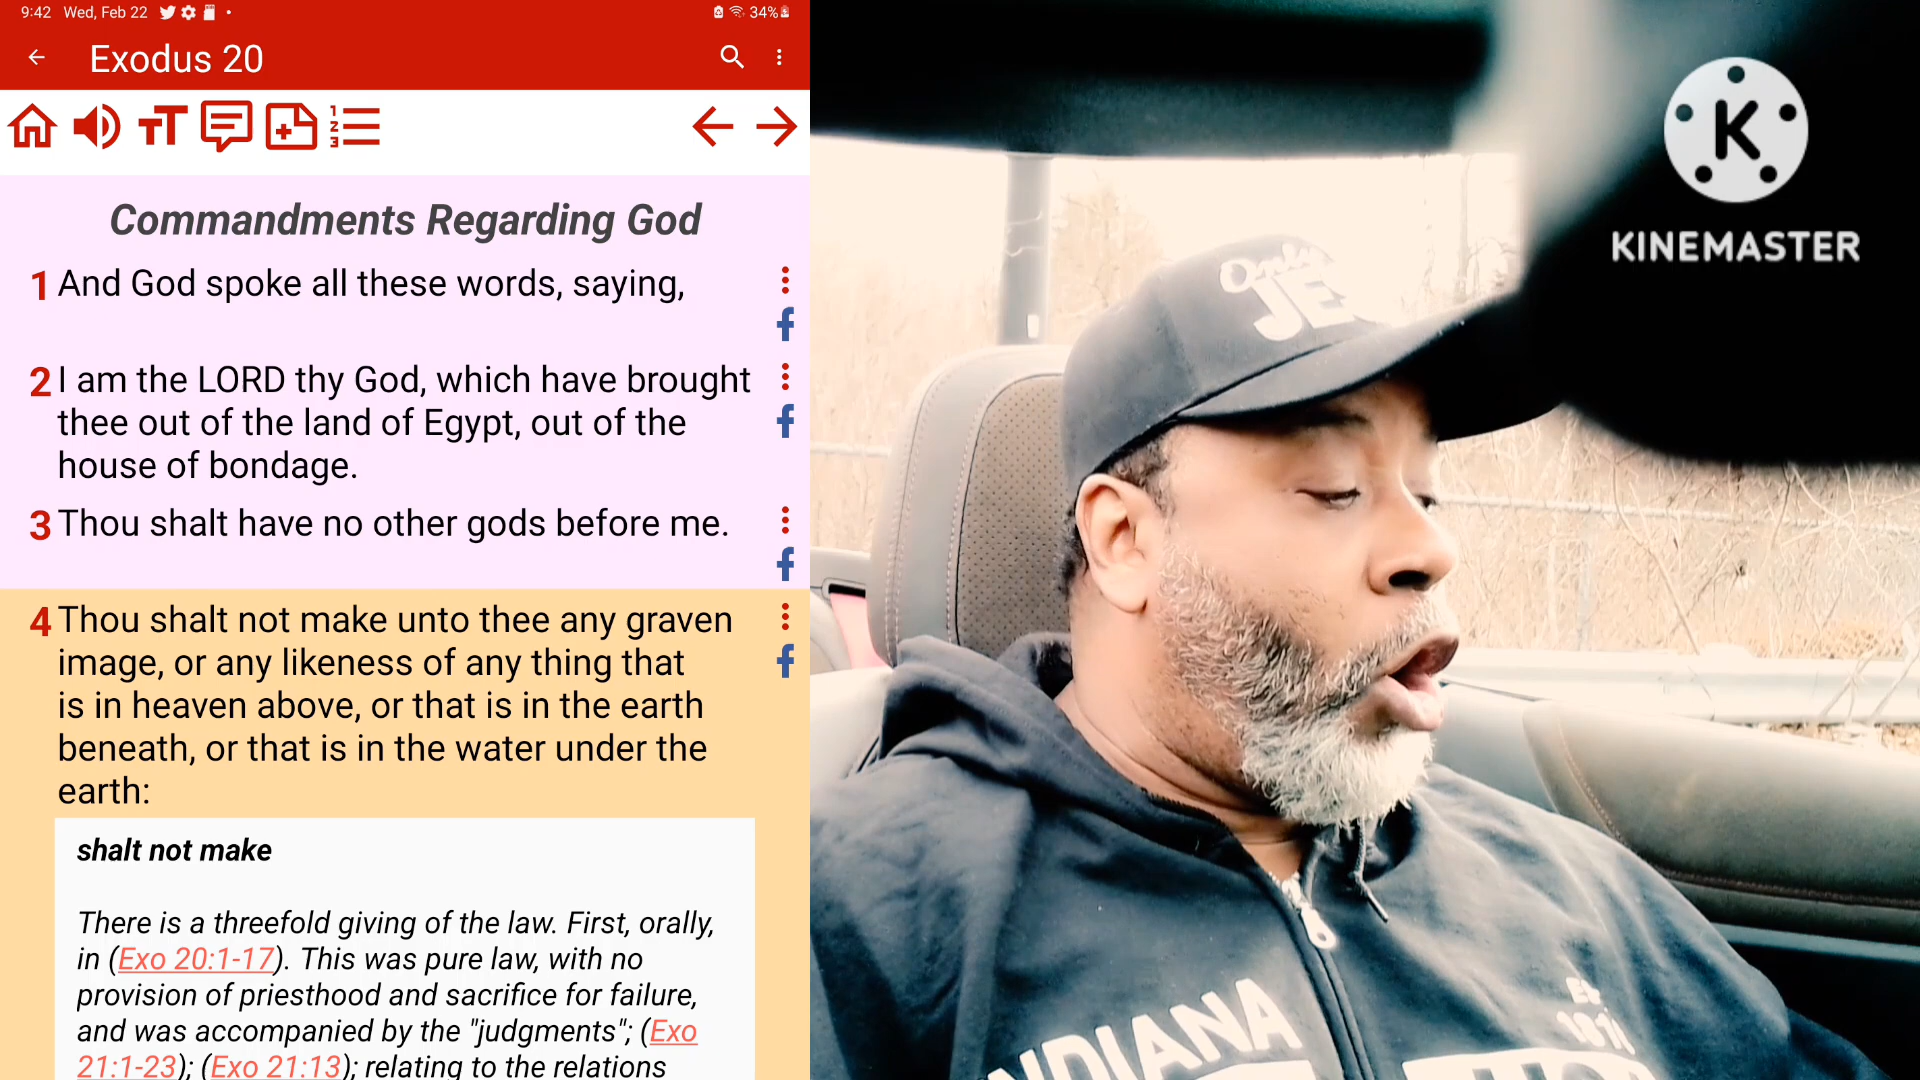 9:42 Wed, Feb 22
34%
Exodus 20
Commandments Regarding God
1 And God spoke all these words, saying,
2 I am the LORD thy God, which have brought
thee out of the land of Egypt, out of the
house of bondage.
3 Thou shalt have no other gods before me.
4 Thou shalt not make unto thee any graven
image, or any likeness of any thing that
is in heaven above, or that is in the earth
beneath, or that is in the water under the
earth:
shalt not make
There is a threefold giving of the law. First, orally,
in (Exo 20:1-17). This was pure law, with no
provision of priesthood and sacrifice for failure,
and was accompanied by the "judgments"; (Exo
21:1-23); (Exo 21:13); relating to the relations
K
KINEMASTER